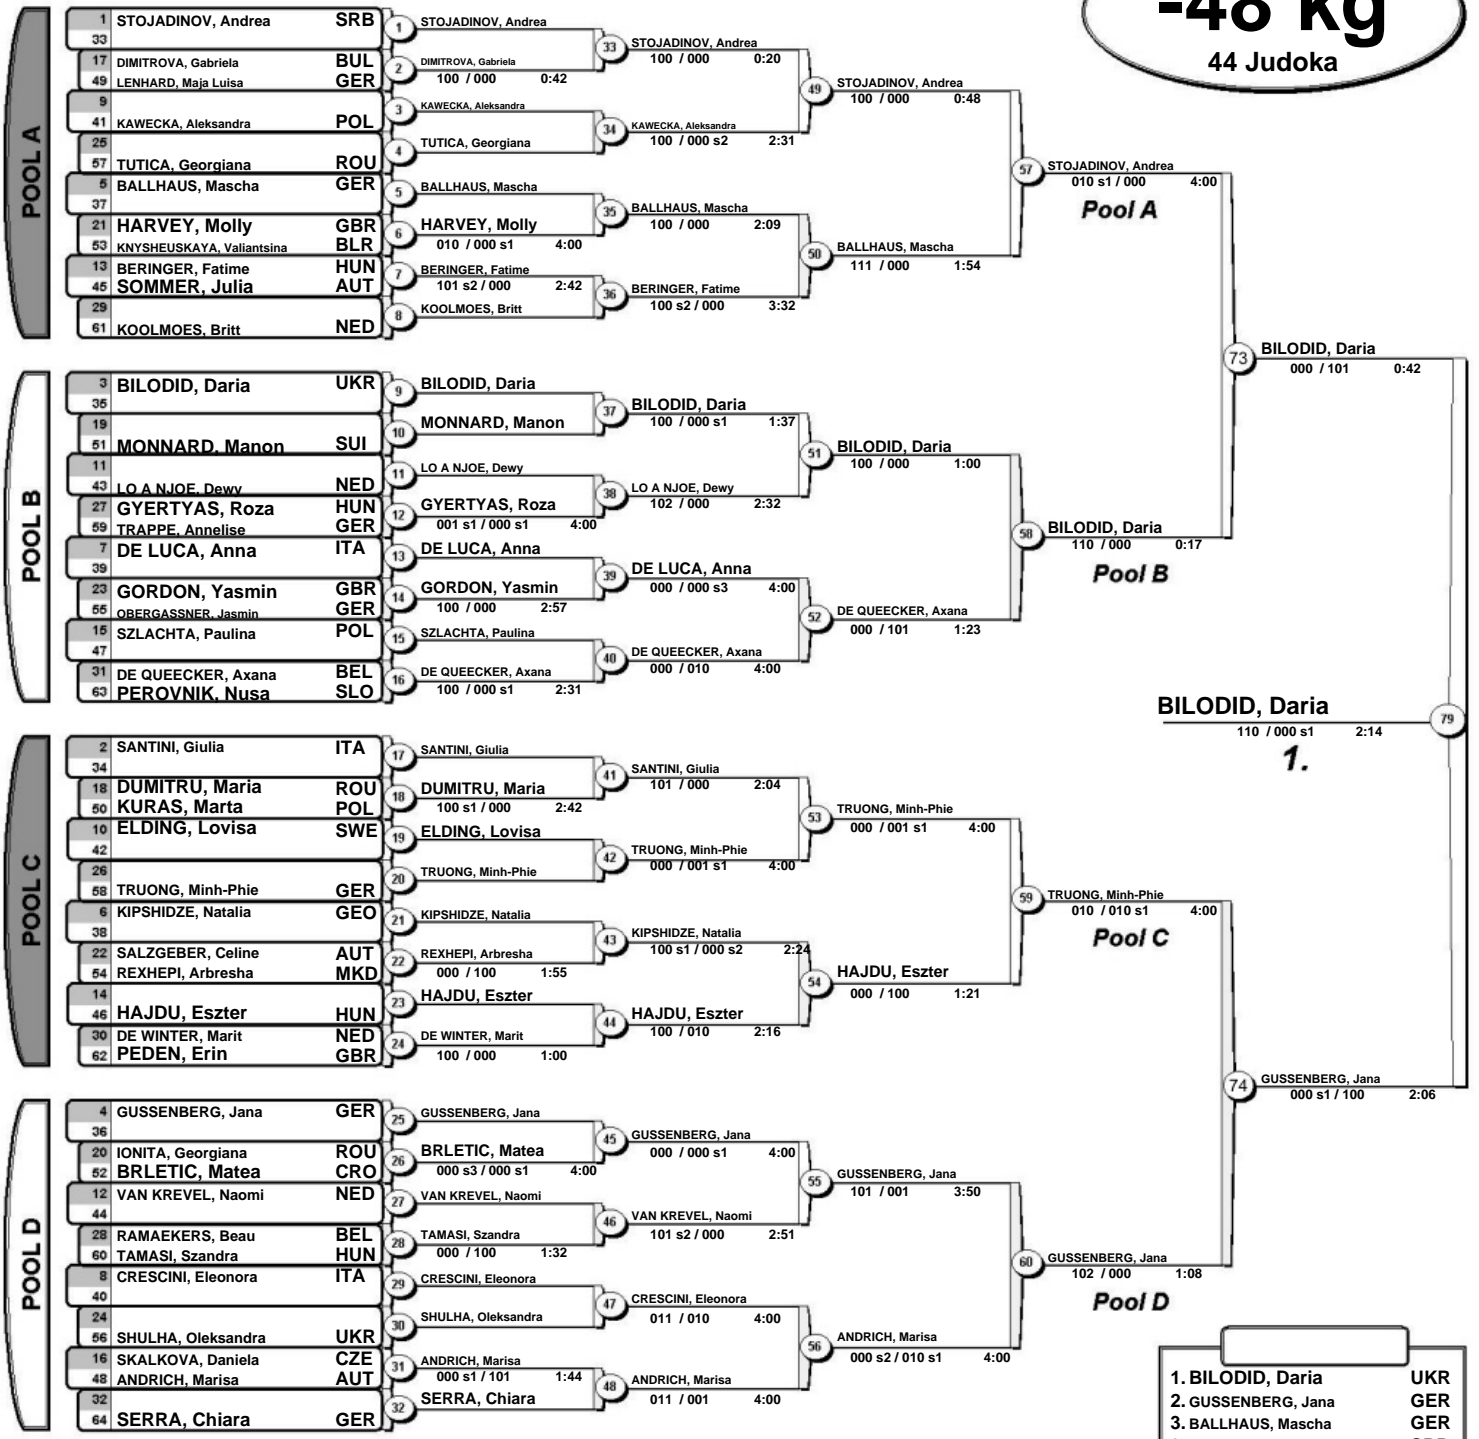 -48 kg
44 Judoka
POOL A
1 STOJADINOV, Andrea SRB
33
17 DIMITROVA, Gabriela BUL
49 LENHARD, Maja Luisa GER
9
41 KAWECKA, Aleksandra POL
25
57 TUTICA, Georgiana ROU
5 BALLHAUS, Mascha GER
37
21 HARVEY, Molly GBR
53 KNYSHEUSKAYA, Valiantsina BLR
13 BERINGER, Fatime HUN
45 SOMMER, Julia AUT
29
61 KOOLMOES, Britt NED
1 STOJADINOV, Andrea
2 DIMITROVA, Gabriela
100 / 000 0:42
3 KAWECKA, Aleksandra
4 TUTICA, Georgiana
5 BALLHAUS, Mascha
6 HARVEY, Molly
010 / 000 s1 4:00
7 BERINGER, Fatime
101 s2 / 000 2:42
8 KOOLMOES, Britt
33 STOJADINOV, Andrea
100 / 000 0:20
34 KAWECKA, Aleksandra
100 / 000 s2 2:31
35 BALLHAUS, Mascha
100 / 000 2:09
36 BERINGER, Fatime
100 s2 / 000 3:32
49 STOJADINOV, Andrea
100 / 000 0:48
50 BALLHAUS, Mascha
111 / 000 1:54
57 STOJADINOV, Andrea
010 s1 / 000 4:00
Pool A
POOL B
3 BILODID, Daria UKR
35
19
51 MONNARD, Manon SUI
11
43 LO A NJOE, Dewy NED
27 GYERTYAS, Roza HUN
59 TRAPPE, Annelise GER
7 DE LUCA, Anna ITA
39
23 GORDON, Yasmin GBR
55 OBERGASSNER, Jasmin GER
15 SZLACHTA, Paulina POL
47
31 DE QUEECKER, Axana BEL
63 PEROVNIK, Nusa SLO
9 BILODID, Daria
10 MONNARD, Manon
11 LO A NJOE, Dewy
12 GYERTYAS, Roza
001 s1 / 000 s1 4:00
13 DE LUCA, Anna
14 GORDON, Yasmin
100 / 000 2:57
15 SZLACHTA, Paulina
16 DE QUEECKER, Axana
100 / 000 s1 2:31
37 BILODID, Daria
100 / 000 s1 1:37
38 LO A NJOE, Dewy
102 / 000 2:32
39 DE LUCA, Anna
000 / 000 s3 4:00
40 DE QUEECKER, Axana
000 / 010 4:00
51 BILODID, Daria
100 / 000 1:00
52 DE QUEECKER, Axana
000 / 101 1:23
58 BILODID, Daria
110 / 000 0:17
Pool B
73 BILODID, Daria
000 / 101 0:42
BILODID, Daria 79
110 / 000 s1 2:14
1.
POOL C
2 SANTINI, Giulia ITA
34
18 DUMITRU, Maria ROU
50 KURAS, Marta POL
10 ELDING, Lovisa SWE
42
26
58 TRUONG, Minh-Phie GER
6 KIPSHIDZE, Natalia GEO
38
22 SALZGEBER, Celine AUT
54 REXHEPI, Arbresha MKD
14
46 HAJDU, Eszter HUN
30 DE WINTER, Marit NED
62 PEDEN, Erin GBR
17 SANTINI, Giulia
18 DUMITRU, Maria
100 s1 / 000 2:42
19 ELDING, Lovisa
20 TRUONG, Minh-Phie
21 KIPSHIDZE, Natalia
22 REXHEPI, Arbresha
000 / 100 1:55
23 HAJDU, Eszter
24 DE WINTER, Marit
100 / 000 1:00
41 SANTINI, Giulia
101 / 000 2:04
42 TRUONG, Minh-Phie
000 / 001 s1 4:00
43 KIPSHIDZE, Natalia
100 s1 / 000 s2 2:24
44 HAJDU, Eszter
100 / 010 2:16
53 TRUONG, Minh-Phie
000 / 001 s1 4:00
54 HAJDU, Eszter
000 / 100 1:21
59 TRUONG, Minh-Phie
010 / 010 s1 4:00
Pool C
74 GUSSENBERG, Jana
000 s1 / 100 2:06
POOL D
4 GUSSENBERG, Jana GER
36
20 IONITA, Georgiana ROU
52 BRLETIC, Matea CRO
12 VAN KREVEL, Naomi NED
44
28 RAMAEKERS, Beau BEL
60 TAMASI, Szandra HUN
8 CRESCINI, Eleonora ITA
40
24
56 SHULHA, Oleksandra UKR
16 SKALKOVA, Daniela CZE
48 ANDRICH, Marisa AUT
32
64 SERRA, Chiara GER
25 GUSSENBERG, Jana
26 BRLETIC, Matea
000 s3 / 000 s1 4:00
27 VAN KREVEL, Naomi
28 TAMASI, Szandra
000 / 100 1:32
29 CRESCINI, Eleonora
30 SHULHA, Oleksandra
31 ANDRICH, Marisa
000 s1 / 101 1:44
32 SERRA, Chiara
45 GUSSENBERG, Jana
000 / 000 s1 4:00
46 VAN KREVEL, Naomi
101 s2 / 000 2:51
47 CRESCINI, Eleonora
011 / 010 4:00
48 ANDRICH, Marisa
011 / 001 4:00
55 GUSSENBERG, Jana
101 / 001 3:50
56 ANDRICH, Marisa
000 s2 / 010 s1 4:00
60 GUSSENBERG, Jana
102 / 000 1:08
Pool D
1. BILODID, Daria UKR
2. GUSSENBERG, Jana GER
3. BALLHAUS, Mascha GER